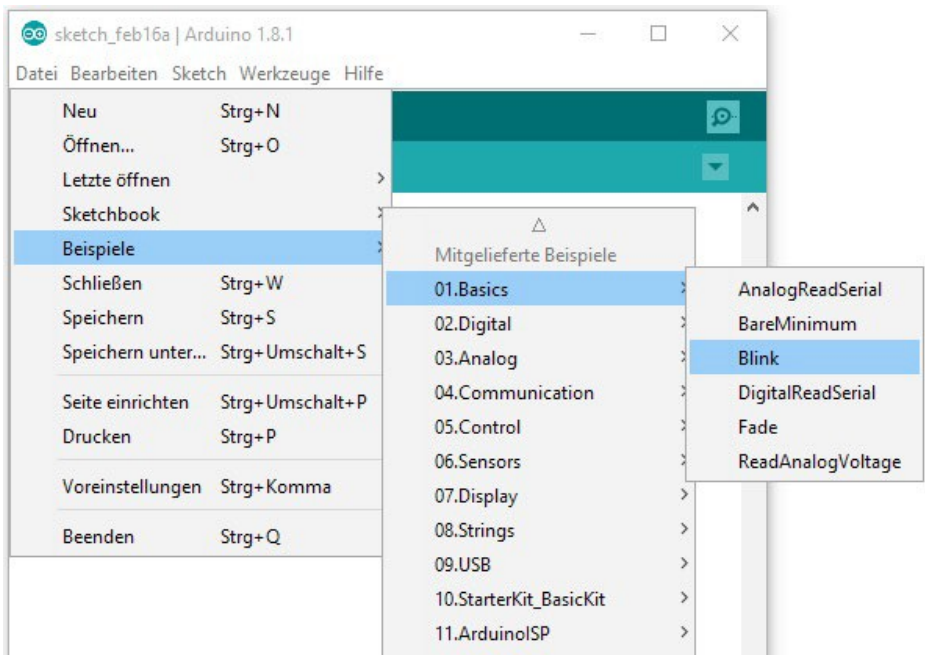 sketch_feb16a | Arduino 1.8.1
Datei Bearbeiten Sketch Werkzeuge Hilfe
Neu Strg+N
Öffnen... Strg+O
Letzte öffnen
Sketchbook
Beispiele
Schließen Strg+W
Speichern Strg+S
Speichern unter... Strg+Umschalt+S
Seite einrichten Strg+Umschalt+P
Drucken Strg+P
Voreinstellungen Strg+Komma
Beenden Strg+Q
Mitgelieferte Beispiele
01.Basics
02.Digital
03.Analog
04.Communication
05.Control
06.Sensors
07.Display
08.Strings
09.USB
10.StarterKit_BasicKit
11.ArduinoISP
AnalogReadSerial
BareMinimum
Blink
DigitalReadSerial
Fade
ReadAnalogVoltage